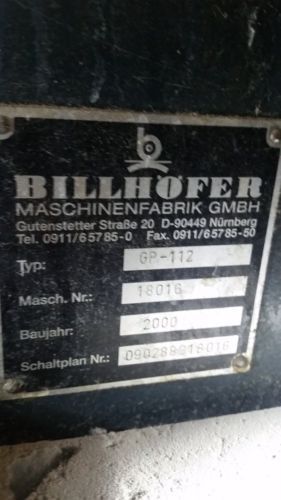 BILLHÖFER
MASCHINENFABRIK GMBH
Gutenstetter Straße 20 D-90449 Nürnberg
Tel. 0911/65785-0 Fax. 0911/65785-50
Typ: GP-112
Masch. Nr.: 18016
Baujahr: 2000
Schaltplan Nr.: